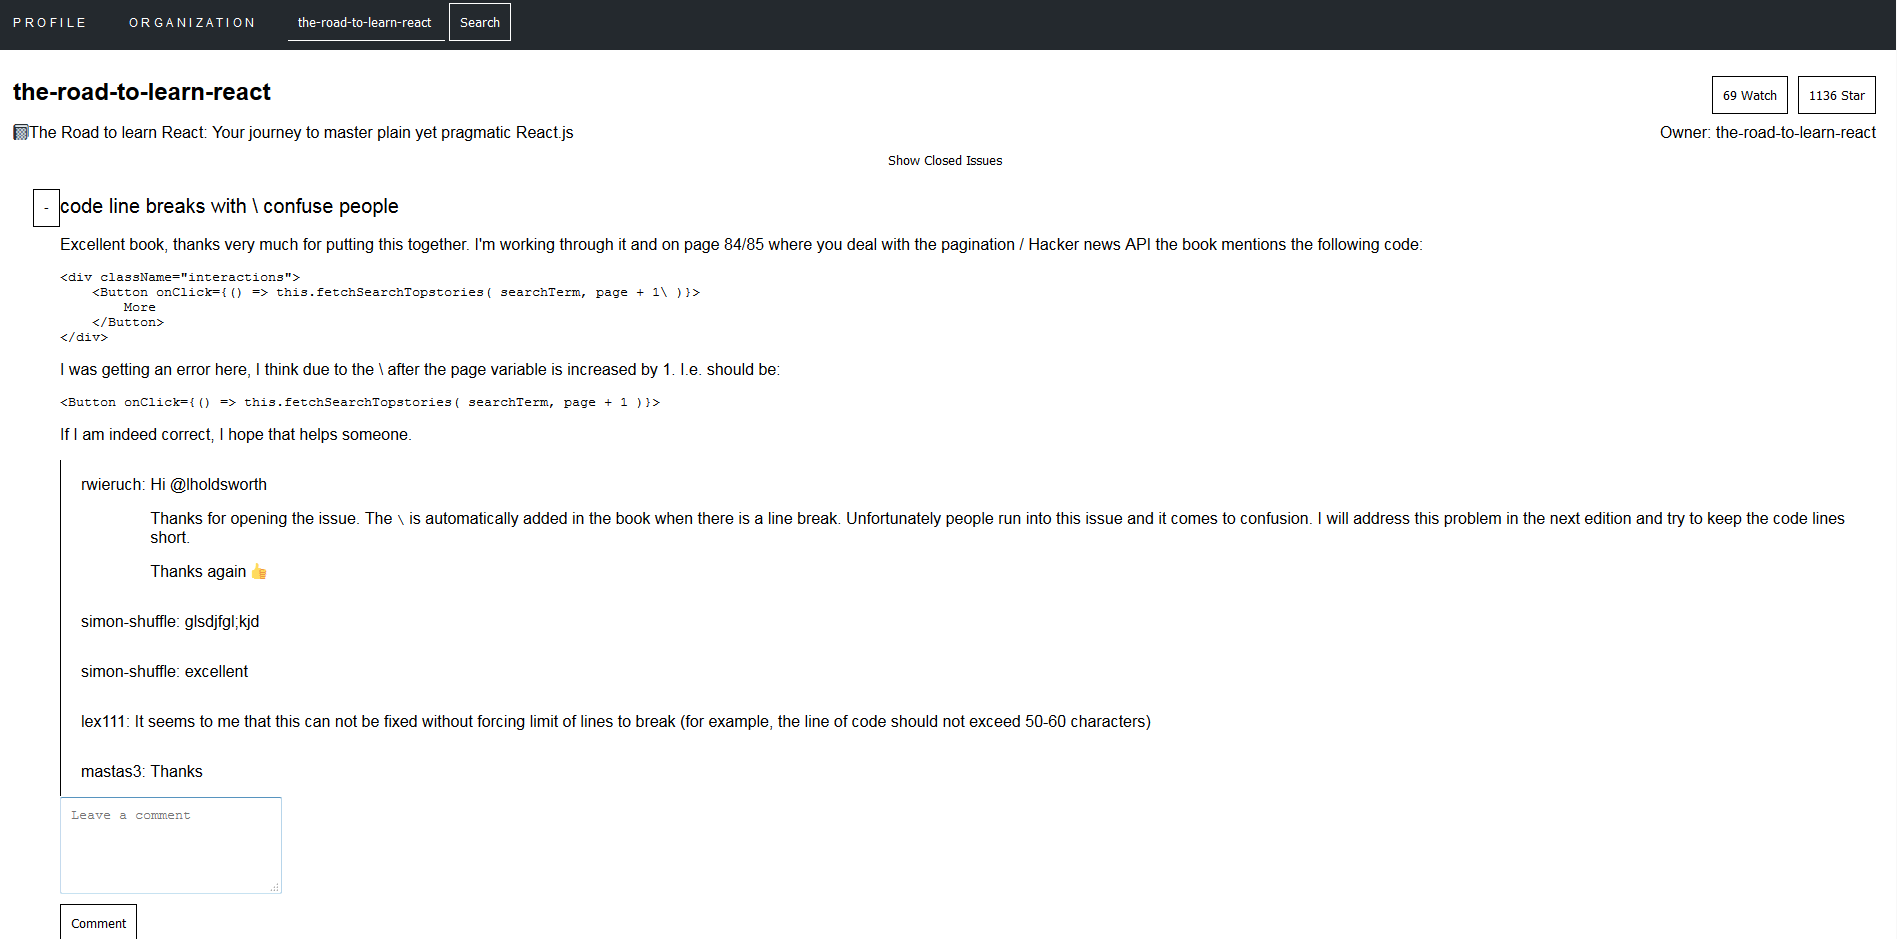 PROFILE ORGANIZATION the-road-to-learn-react Search
the-road-to-learn-react 69 Watch 1136 Star
The Road to learn React: Your journey to master plain yet pragmatic React.js Owner: the-road-to-learn-react
Show Closed Issues
- code line breaks with \ confuse people
Excellent book, thanks very much for putting this together. I'm working through it and on page 84/85 where you deal with the pagination / Hacker news API the book mentions the following code:
<div className="interactions">
    <Button onClick={() => this.fetchSearchTopstories( searchTerm, page + 1\ )}>
        More
    </Button>
</div>
I was getting an error here, I think due to the \ after the page variable is increased by 1. I.e. should be:
<Button onClick={() => this.fetchSearchTopstories( searchTerm, page + 1 )}>
If I am indeed correct, I hope that helps someone.
rwieruch: Hi @lholdsworth
Thanks for opening the issue. The \ is automatically added in the book when there is a line break. Unfortunately people run into this issue and it comes to confusion. I will address this problem in the next edition and try to keep the code lines
short.
Thanks again 👍
simon-shuffle: glsdjfgl;kjd
simon-shuffle: excellent
lex111: It seems to me that this can not be fixed without forcing limit of lines to break (for example, the line of code should not exceed 50-60 characters)
mastas3: Thanks
Leave a comment
Comment